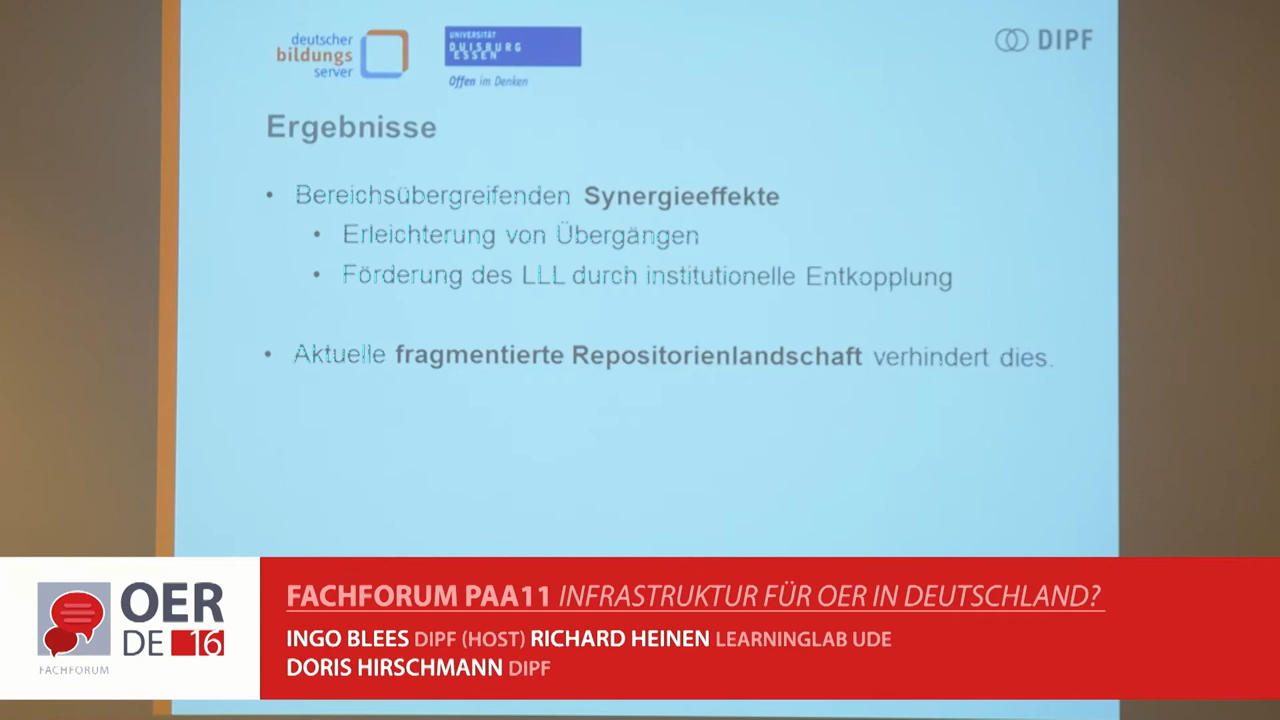 deutscher
bildungs
server
UNIVERSITÄT
DUISBURG
ESSEN
Offen im Denken
DIPF
Ergebnisse
• Bereichsübergreifenden Synergieeffekte
• Erleichterung von Übergängen
• Förderung des LLL durch institutionelle Entkopplung
• Aktuelle fragmentierte Repositorienlandschaft verhindert dies.
OER
DE 16
FACHFORUM
FACHFORUM PAA11 INFRASTRUKTUR FÜR OER IN DEUTSCHLAND?
INGO BLEES DIPF (HOST) RICHARD HEINEN LEARNINGLAB UDE
DORIS HIRSCHMANN DIPF